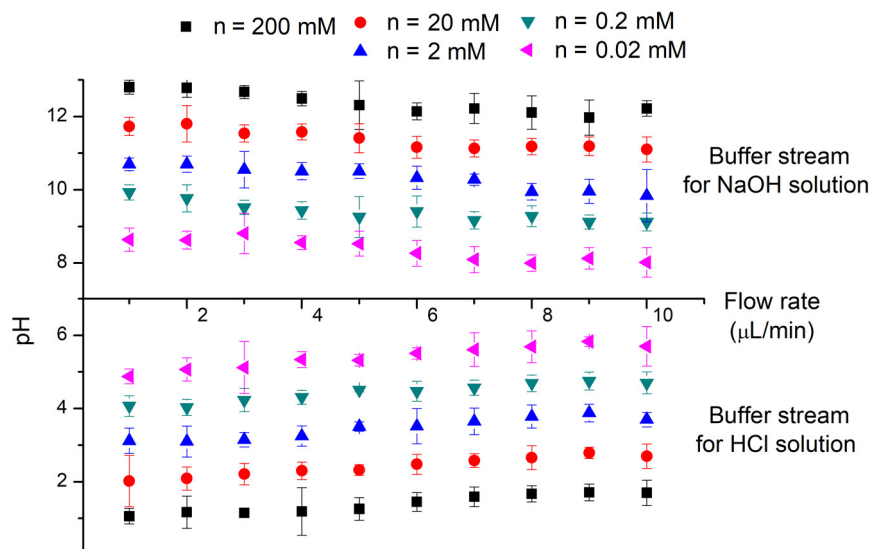 n = 200 mM
n = 20 mM
n = 0.2 mM
n = 2 mM
n = 0.02 mM
12
10
8
6
4
2
pH
2
4
6
8
10
Buffer stream
for NaOH solution
Flow rate
(μL/min)
Buffer stream
for HCl solution